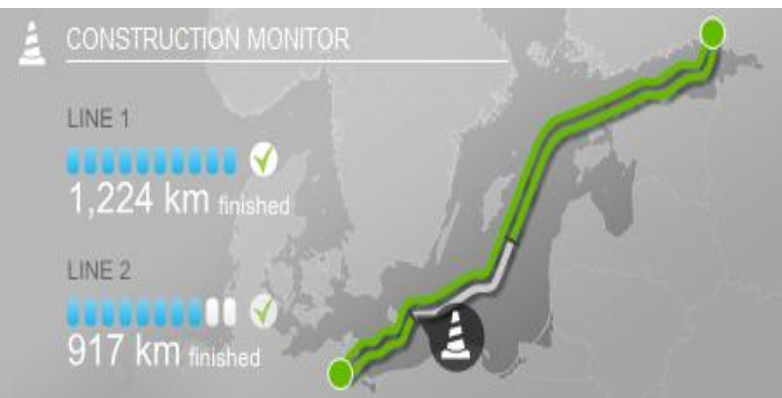 CONSTRUCTION MONITOR
LINE 1
1,224 km finished
LINE 2
917 km finished